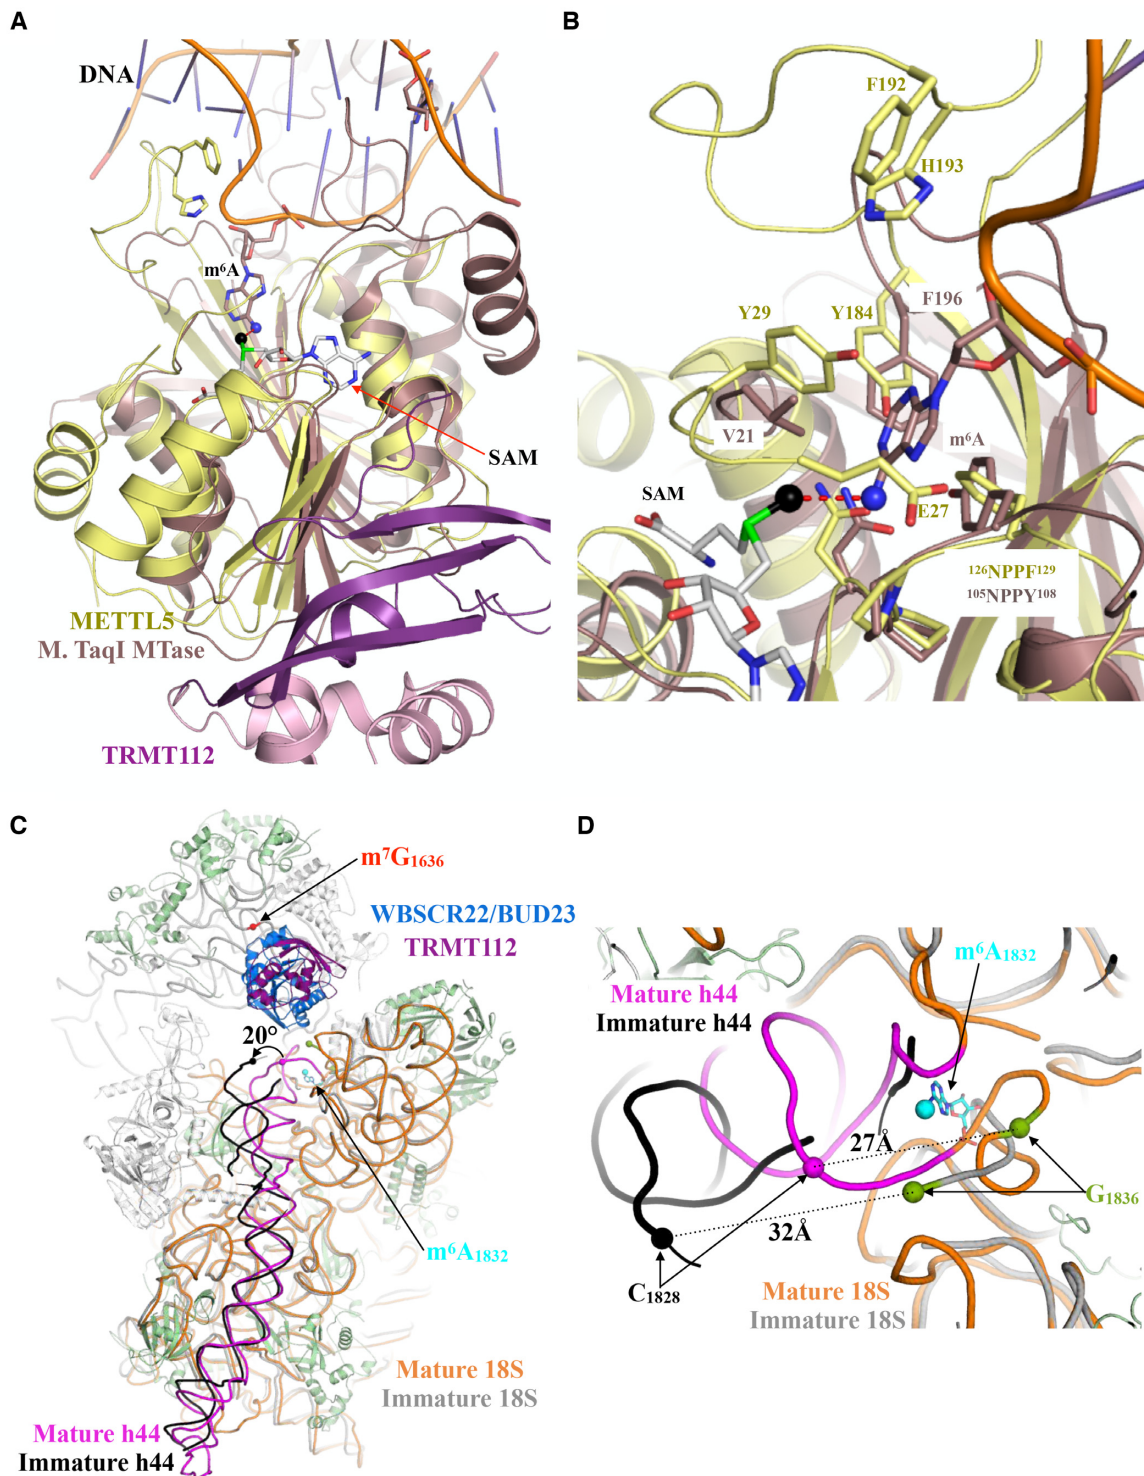 A
DNA
m⁶A
SAM
METTL5
M. TaqI MTase
TRMT112
B
F192
H193
F196
Y29
Y184
V21
m⁶A
SAM
E27
¹²⁶NPPF¹²⁹
¹⁰⁵NPPY¹⁰⁸
C
m⁷G₁₆₃₆
WBSCR22/BUD23
TRMT112
20°
m⁶A₁₈₃₂
Mature 18S
Immature 18S
Mature h44
Immature h44
D
m⁶A₁₈₃₂
Mature h44
Immature h44
27Å
G₁₈₃₆
32Å
C₁₈₂₈
Mature 18S
Immature 18S